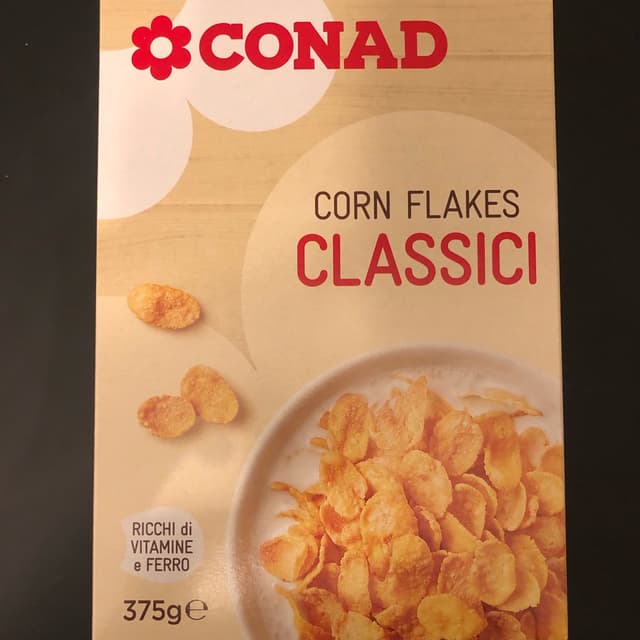 CONAD
CORN FLAKES
CLASSICI
RICCHI di
VITAMINE
e FERRO
375g℮